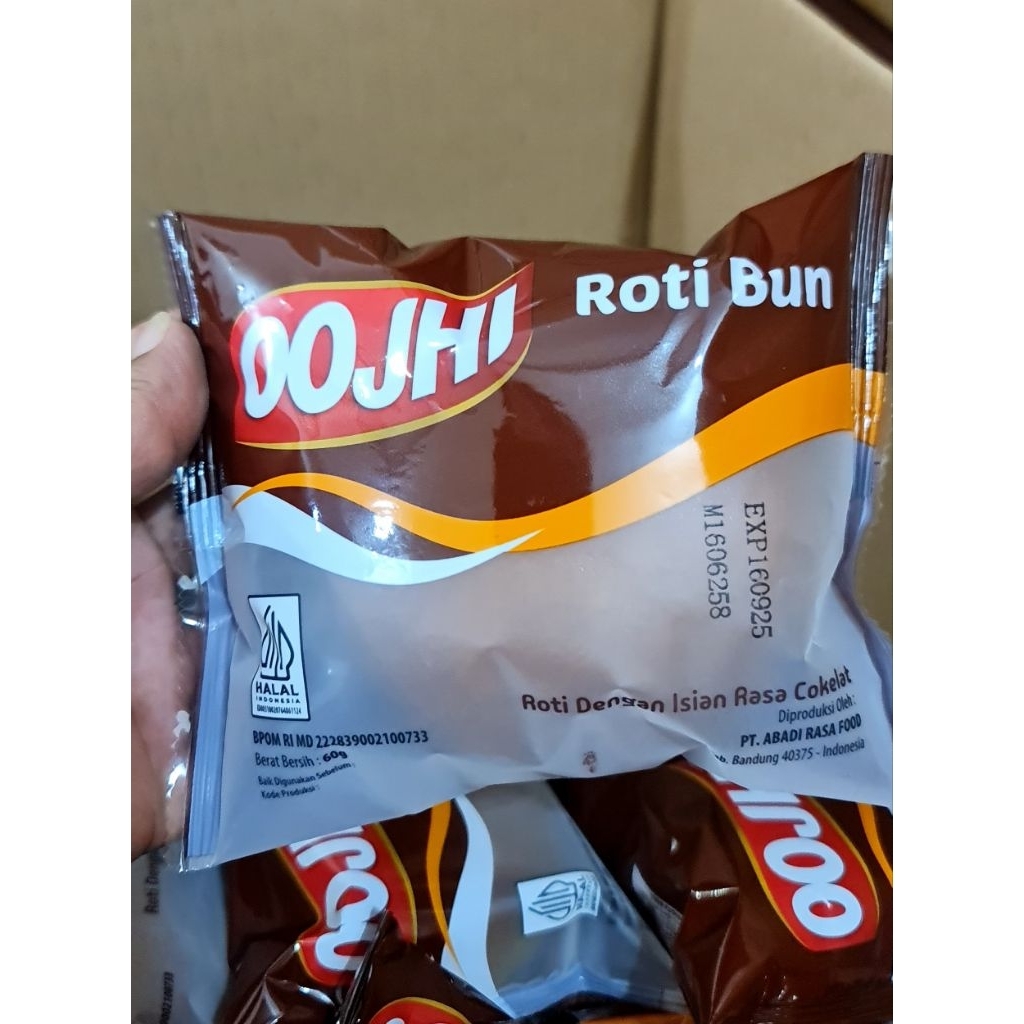 OOJHI
Roti Bun
EXP160925
M1606258
HALAL
INDONESIA
BPOM RI MD 222839002100733
Berat Bersih : 60g
Baik Digunakan Sebelum :
Kode Produksi :
Roti Dengan Isian Rasa Cokelat
Diproduksi Oleh :
PT. ABADI RASA FOOD
Bandung 40375 - Indonesia
OOJHI
HALAL